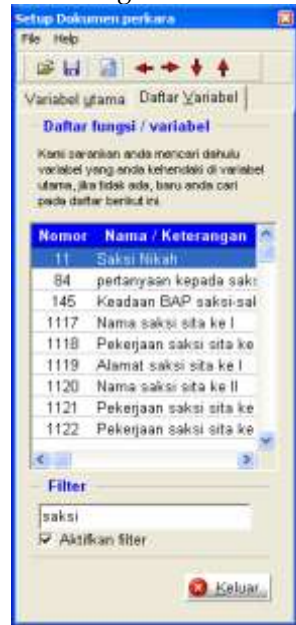 Setup Dokumen perkara
File Help
Variabel utama Daftar Variabel
Daftar fungsi / variabel
Kami sarankan anda mencari dahulu
variabel yang anda kehendaki di variabel
utama, jika tidak ada, baru anda cari
pada daftar berikut ini
Nomor Nama / Keterangan
11 Saksi Nikah
84 pertanyaan kepada saks
145 Keadaan BAP saksi-sal
1117 Nama saksi sita ke I
1118 Pekerjaan saksi sita ke
1119 Alamat saksi sita ke I
1120 Nama saksi sita ke II
1121 Pekerjaan saksi sita ke
1122 Pekerjaan saksi sita ke
Filter
saksi
Aktifkan filter
Keluar